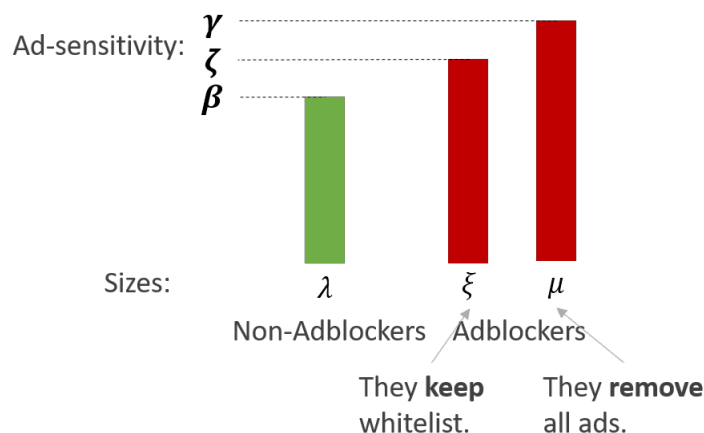 γ
Ad-sensitivity:
ζ
β
Sizes: λ ξ μ
Non-Adblockers Adblockers
They keep They remove
whitelist. all ads.